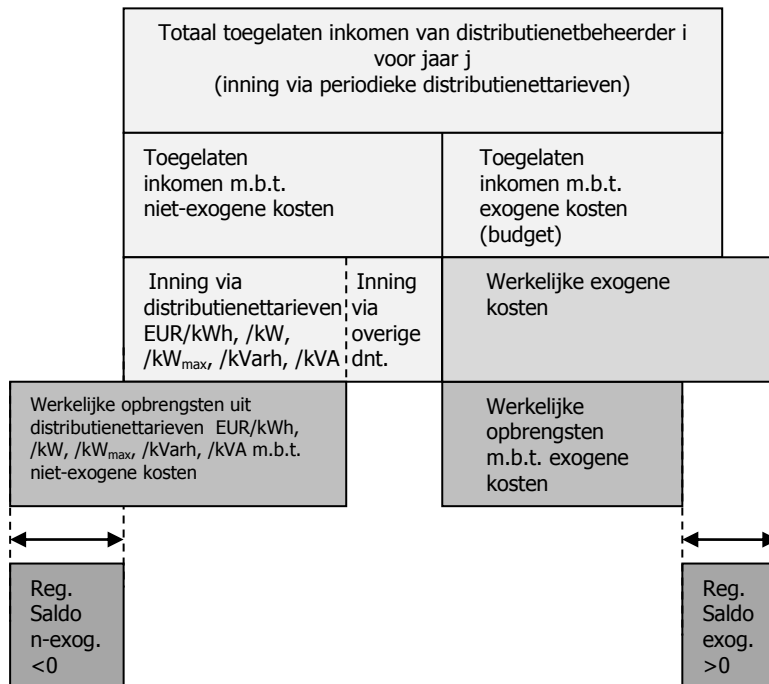 Totaal toegelaten inkomen van distributienetbeheerder i
voor jaar j
(inning via periodieke distributienettarieven)
Toegelaten
inkomen m.b.t.
niet-exogene kosten
Toegelaten
inkomen m.b.t.
exogene kosten
(budget)
Inning via
distributienettarieven
EUR/kWh, /kW,
/kWmax, /kVarh, /kVA
Inning
via
overige
dnt.
Werkelijke exogene
kosten
Werkelijke opbrengsten uit
distributienettarieven EUR/kWh,
/kW, /kWmax, /kVarh, /kVA m.b.t.
niet-exogene kosten
Werkelijke
opbrengsten
m.b.t. exogene
kosten
Reg.
Saldo
n-exog.
<0
Reg.
Saldo
exog.
>0